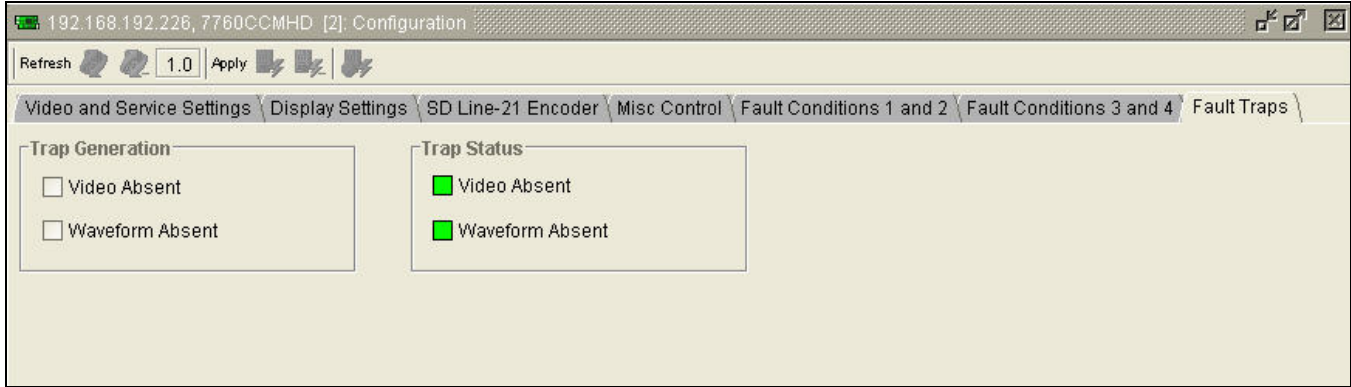 192.168.192.226, 7760CCMHD [2]: Configuration
Refresh 1.0 Apply
Video and Service Settings Display Settings SD Line-21 Encoder Misc Control Fault Conditions 1 and 2 Fault Conditions 3 and 4 Fault Traps
Trap Generation
Video Absent
Waveform Absent
Trap Status
Video Absent
Waveform Absent